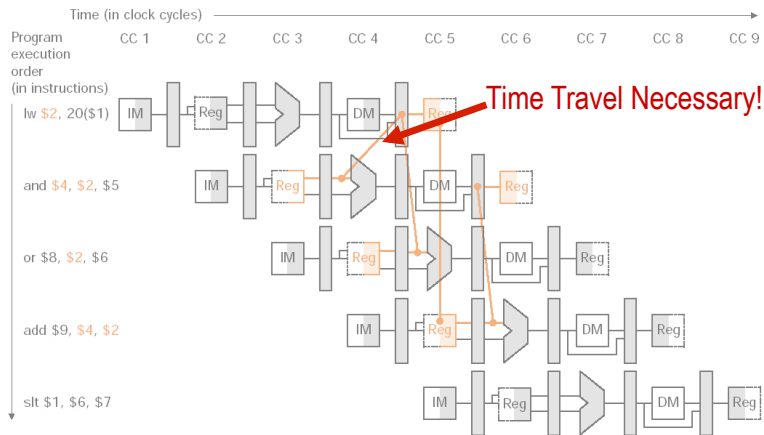 Time (in clock cycles)
Program
execution
order
(in instructions)
CC 1 CC 2 CC 3 CC 4 CC 5 CC 6 CC 7 CC 8 CC 9
Time Travel Necessary!
lw $2, 20($1) IM Reg DM Reg
and $4, $2, $5 IM Reg DM Reg
or $8, $2, $6 IM Reg DM Reg
add $9, $4, $2 IM Reg DM Reg
slt $1, $6, $7 IM Reg DM Reg